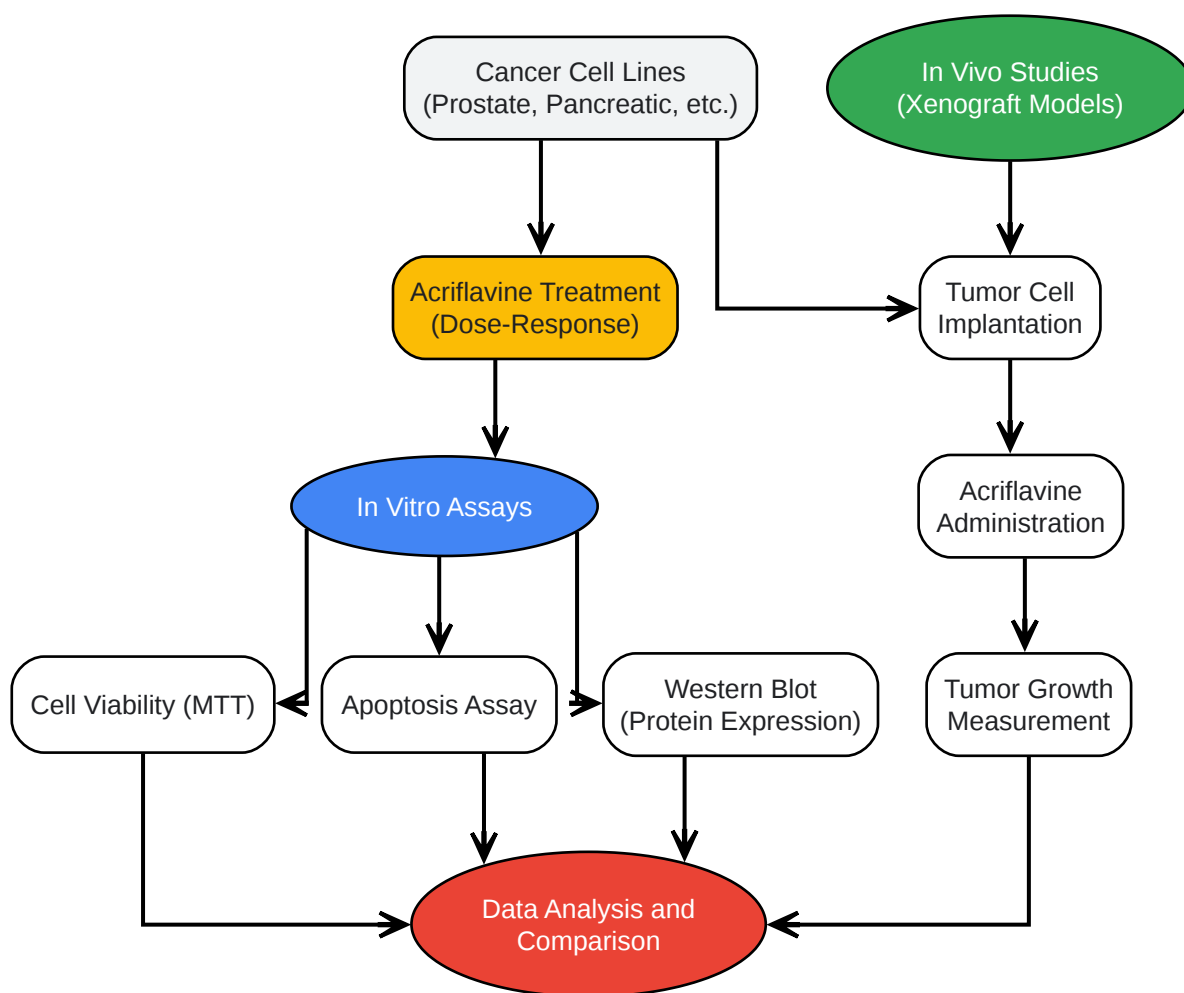 Cancer Cell Lines
(Prostate, Pancreatic, etc.)
In Vivo Studies
(Xenograft Models)
Acriflavine Treatment
(Dose-Response)
Tumor Cell
Implantation
In Vitro Assays
Acriflavine
Administration
Cell Viability (MTT)
Apoptosis Assay
Western Blot
(Protein Expression)
Tumor Growth
Measurement
Data Analysis and
Comparison